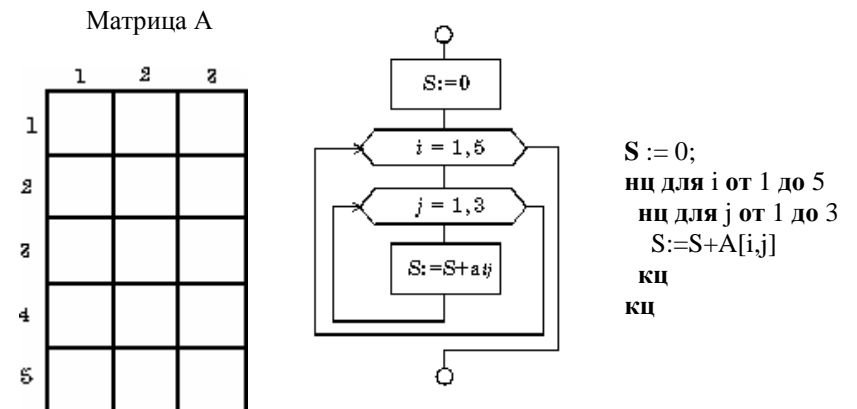 Матрица A
1 2 3
1
2
3
4
5
S:=0
i = 1,5
j = 1,3
S:=S+aij
S := 0;
нц для i от 1 до 5
нц для j от 1 до 3
S:=S+A[i,j]
кц
кц